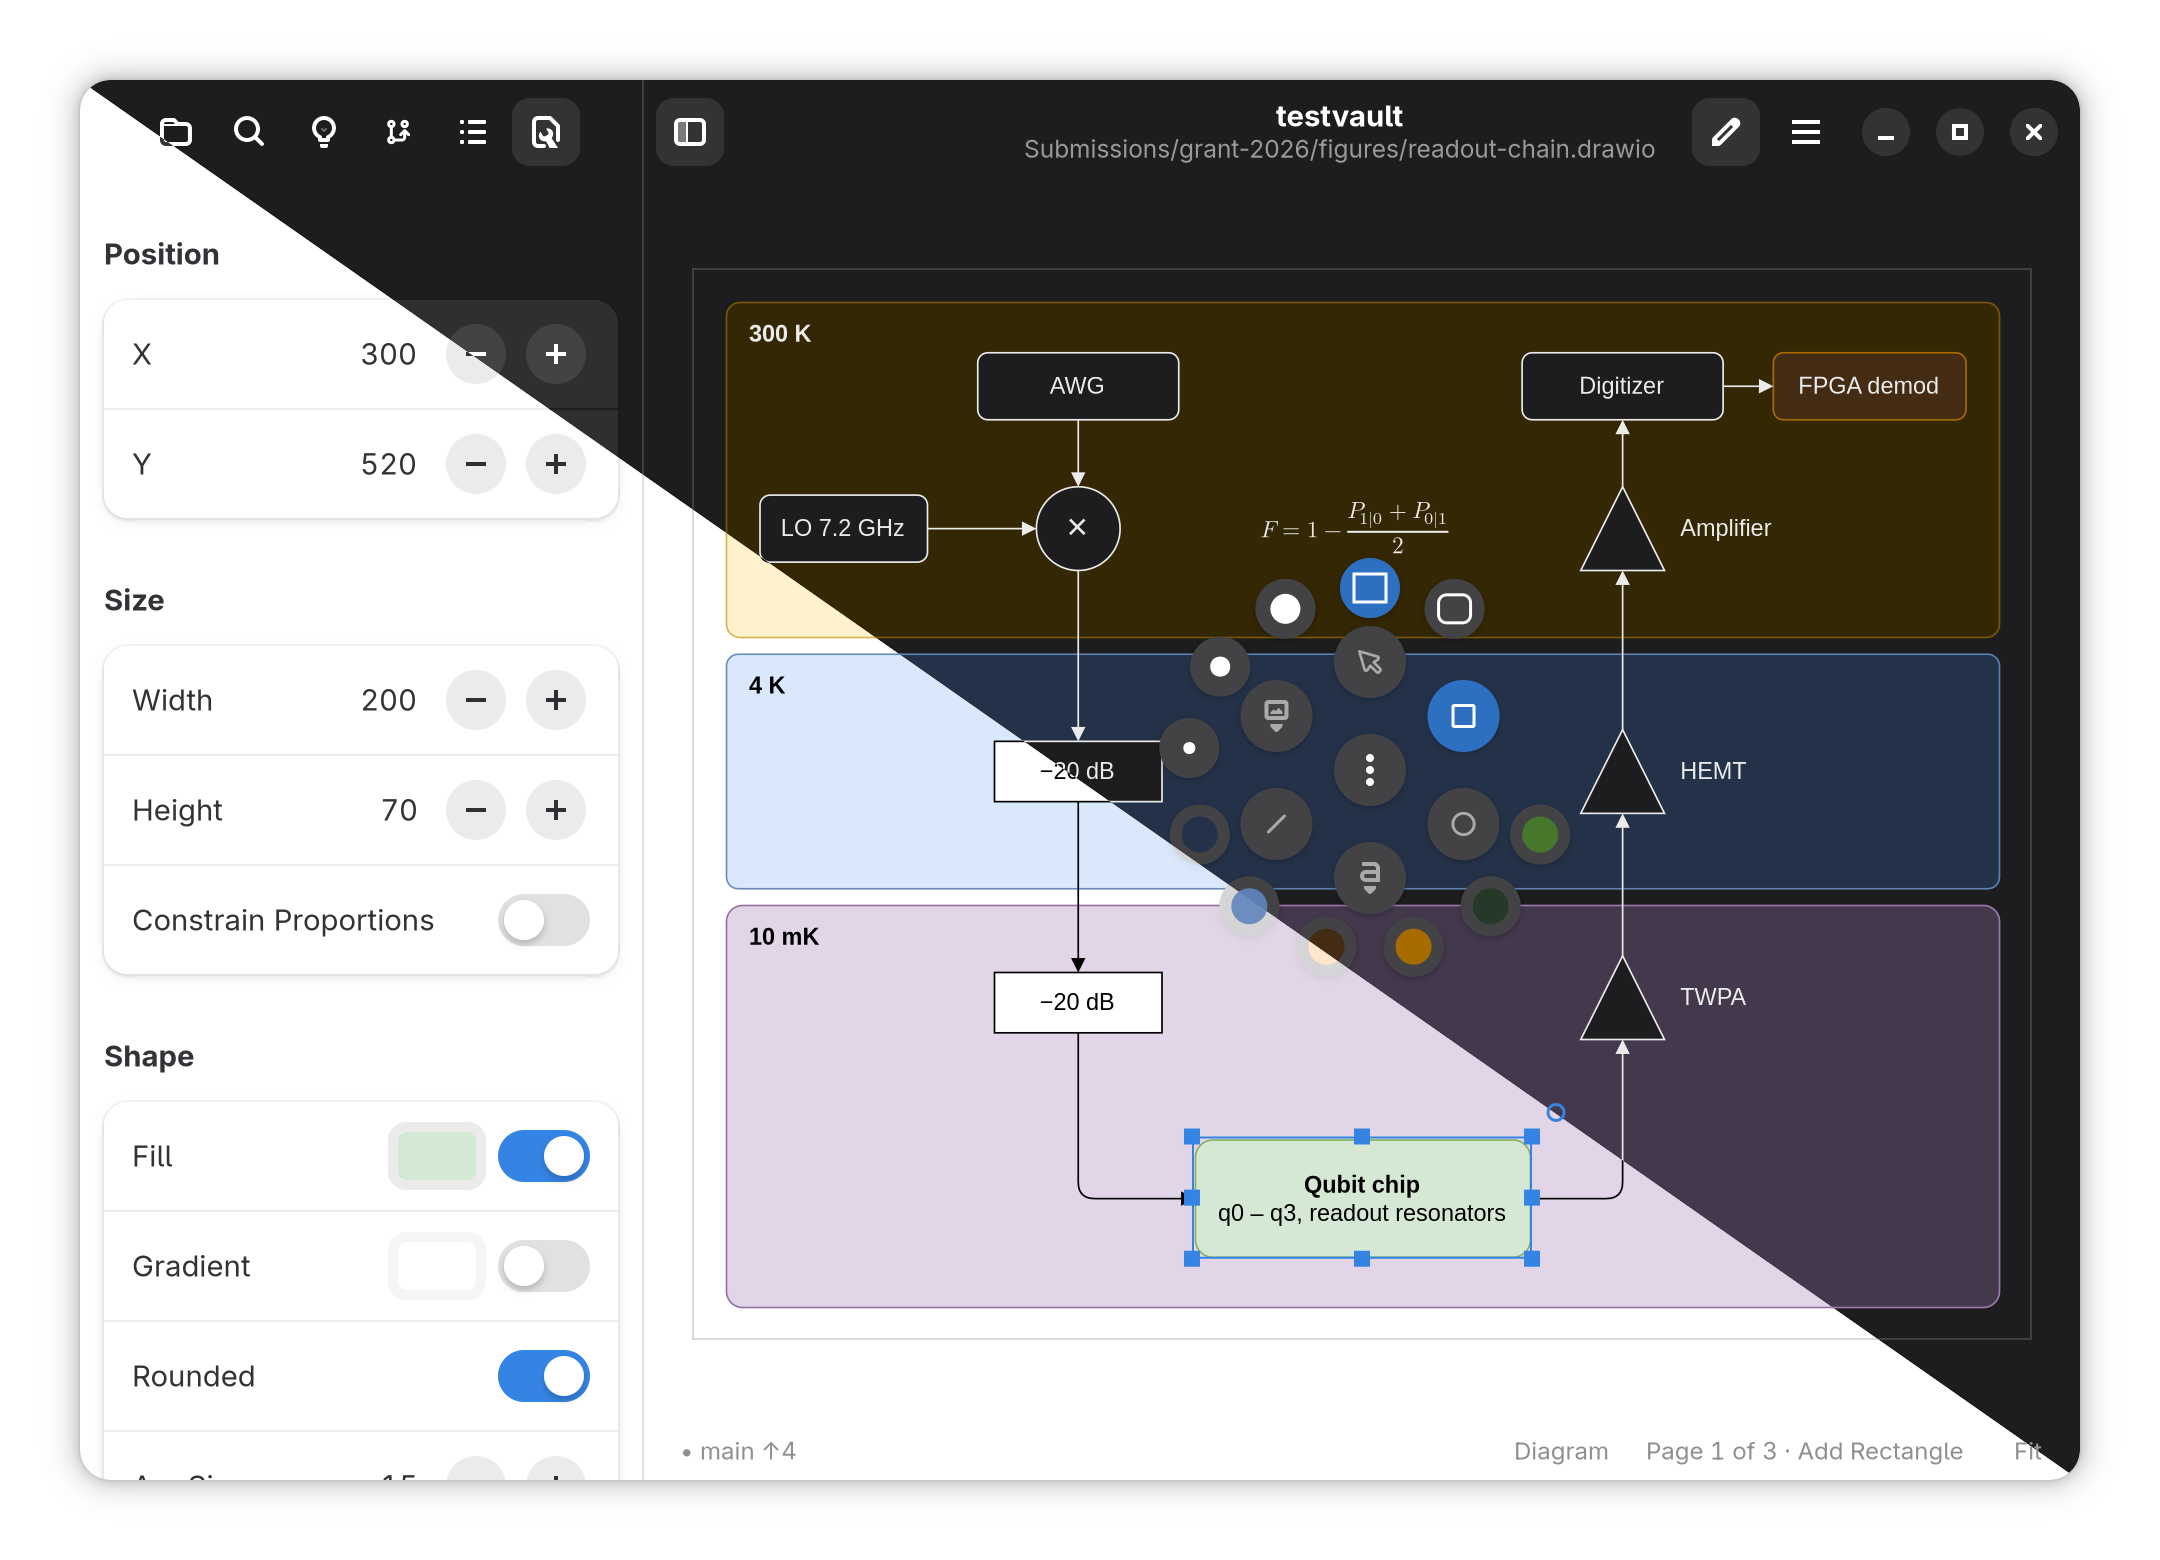 testvault
Submissions/grant-2026/figures/readout-chain.drawio
Position
X 300
Y 520
Size
Width 200
Height 70
Constrain Proportions
Shape
Fill
Gradient
Rounded
15
300 K
AWG
Digitizer
FPGA demod
LO 7.2 GHz
×
F = 1 − (P1|0 + P0|1) / 2
Amplifier
4 K
−20 dB
HEMT
10 mK
−20 dB
TWPA
Qubit chip
q0 – q3, readout resonators
• main ↑4
Diagram
Page 1 of 3 · Add Rectangle
Fit